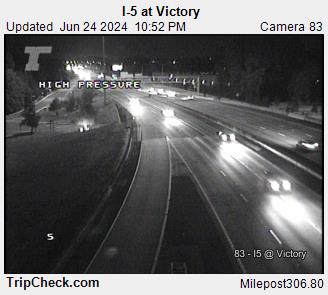 I-5 at Victory
Updated  Jun 24 2024  10:52 PM
Camera 83
T
HIGH PRESSURE
S
83 - I5 @ Victory
TripCheck.com
Milepost306.80